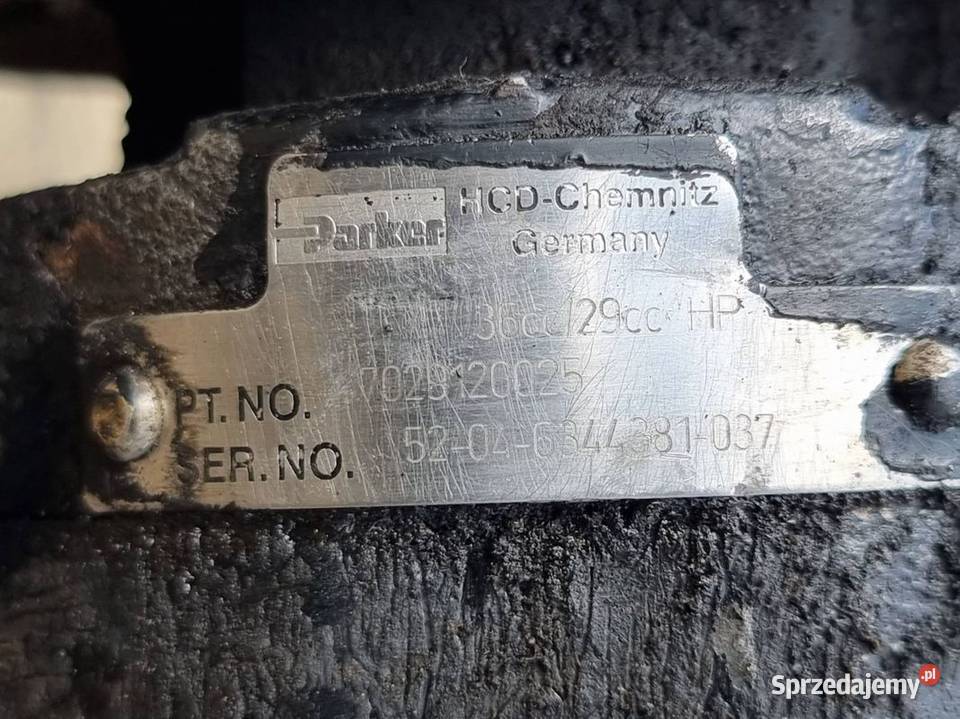 Parker HCD-Chemnitz
Germany
36cc/29cc HP
PT. NO. 7029120025
SER. NO. 52-04-6344381-037
Sprzedajemy.pl